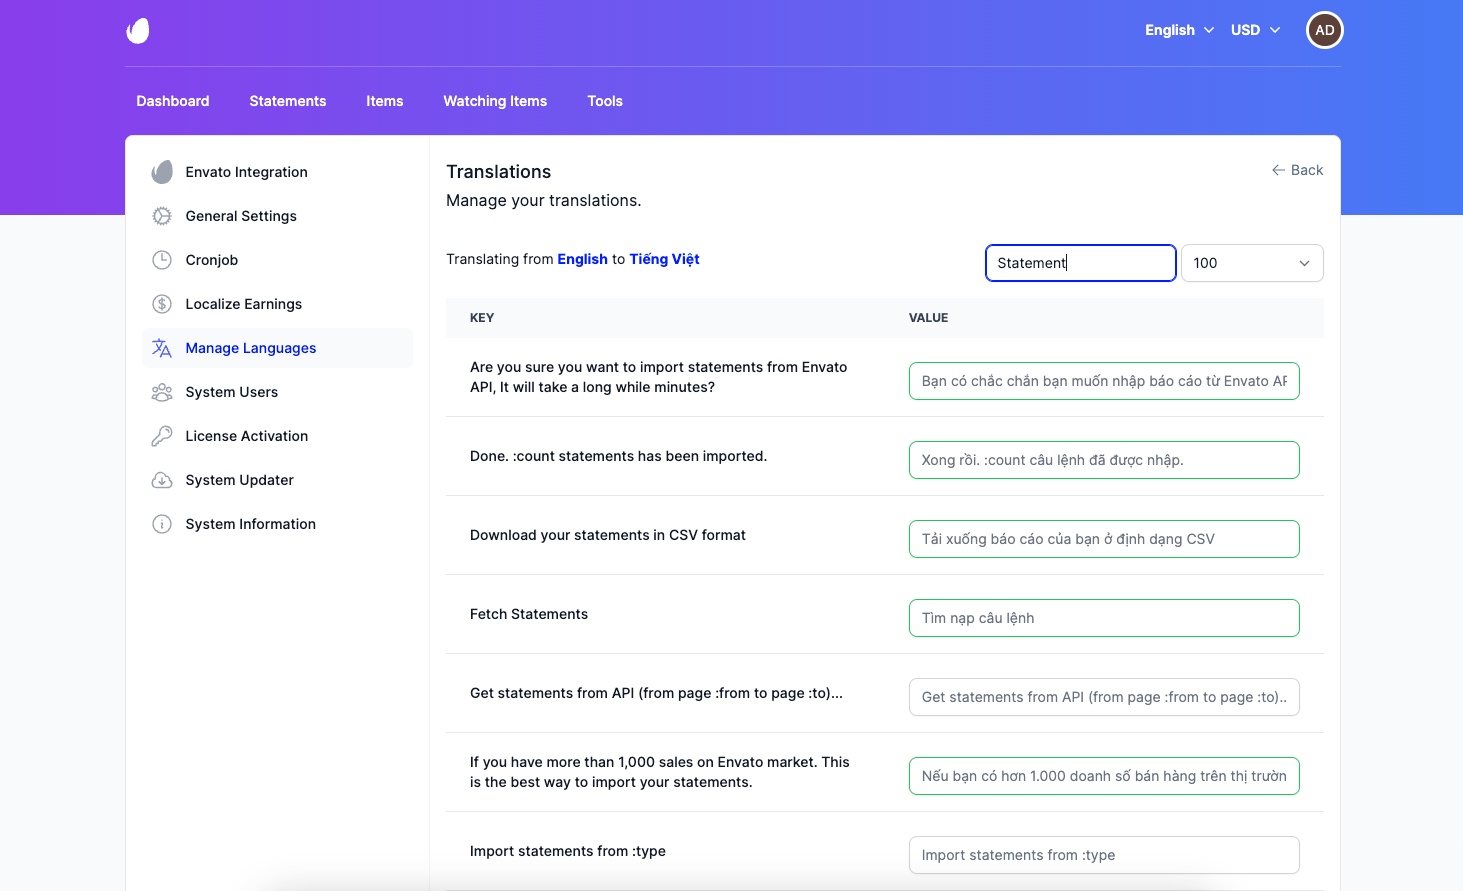 English
USD
AD
Dashboard
Statements
Items
Watching Items
Tools
Envato Integration
General Settings
Cronjob
Localize Earnings
Manage Languages
System Users
License Activation
System Updater
System Information
Translations
Back
Manage your translations.
Translating from English to Tiếng Việt
Statement
100
KEY
VALUE
Are you sure you want to import statements from Envato
API, It will take a long while minutes?
Bạn có chắc chắn bạn muốn nhập báo cáo từ Envato AP
Done. :count statements has been imported.
Xong rồi. :count câu lệnh đã được nhập.
Download your statements in CSV format
Tải xuống báo cáo của bạn ở định dạng CSV
Fetch Statements
Tìm nạp câu lệnh
Get statements from API (from page :from to page :to)...
Get statements from API (from page :from to page :to)..
If you have more than 1,000 sales on Envato market. This
is the best way to import your statements.
Nếu bạn có hơn 1.000 doanh số bán hàng trên thị trườn
Import statements from :type
Import statements from :type